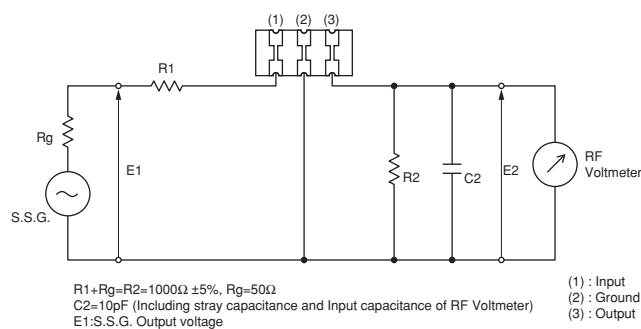 (1) (2) (3)
R1
Rg
E1
S.S.G.
R2
C2
E2
RF
Voltmeter
R1+Rg=R2=1000Ω ±5%, Rg=50Ω
C2=10pF (Including stray capacitance and Input capacitance of RF Voltmeter)
E1:S.S.G. Output voltage
(1) : Input
(2) : Ground
(3) : Output